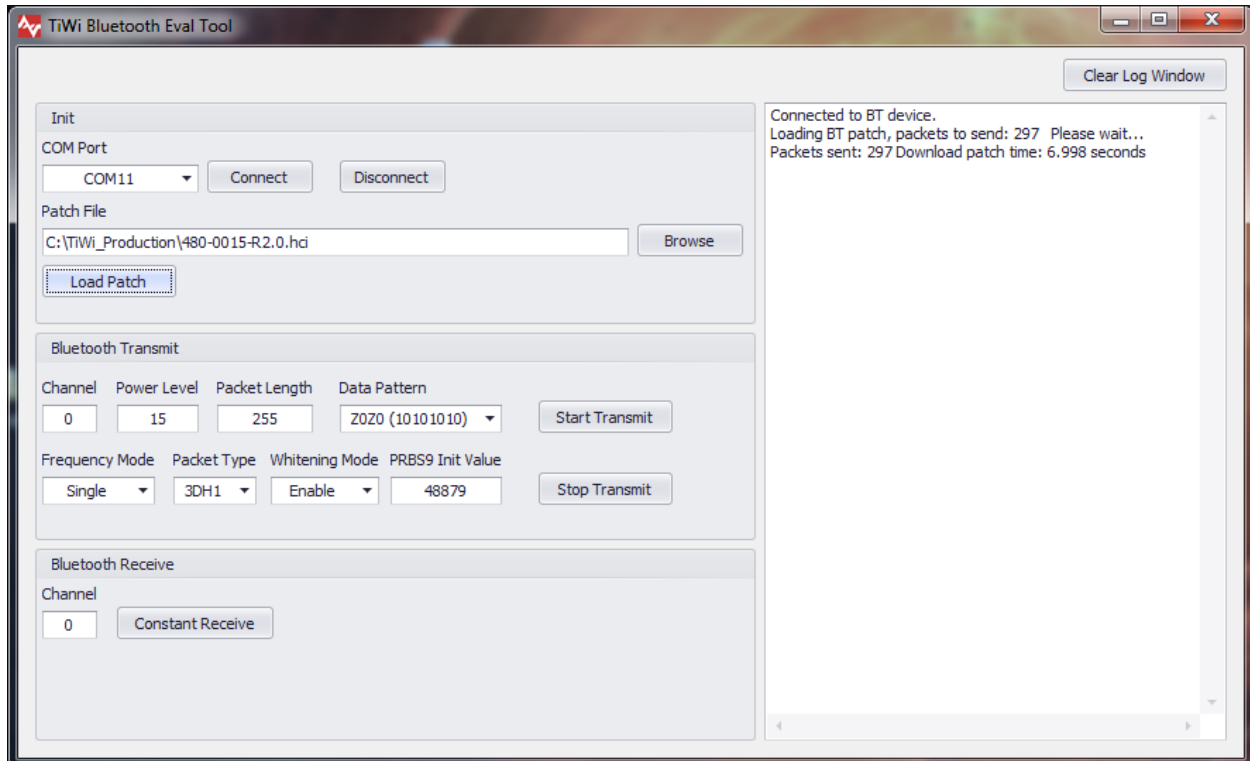 TiWi Bluetooth Eval Tool
Clear Log Window
Init
COM Port
COM11 Connect Disconnect
Patch File
C:\TiWi_Production\480-0015-R2.0.hci Browse
Load Patch
Bluetooth Transmit
Channel Power Level Packet Length Data Pattern
0 15 255 Z0Z0 (10101010) Start Transmit
Frequency Mode Packet Type Whitening Mode PRBS9 Init Value
Single 3DH1 Enable 48879 Stop Transmit
Bluetooth Receive
Channel
0 Constant Receive
Connected to BT device.
Loading BT patch, packets to send: 297 Please wait...
Packets sent: 297 Download patch time: 6.998 seconds